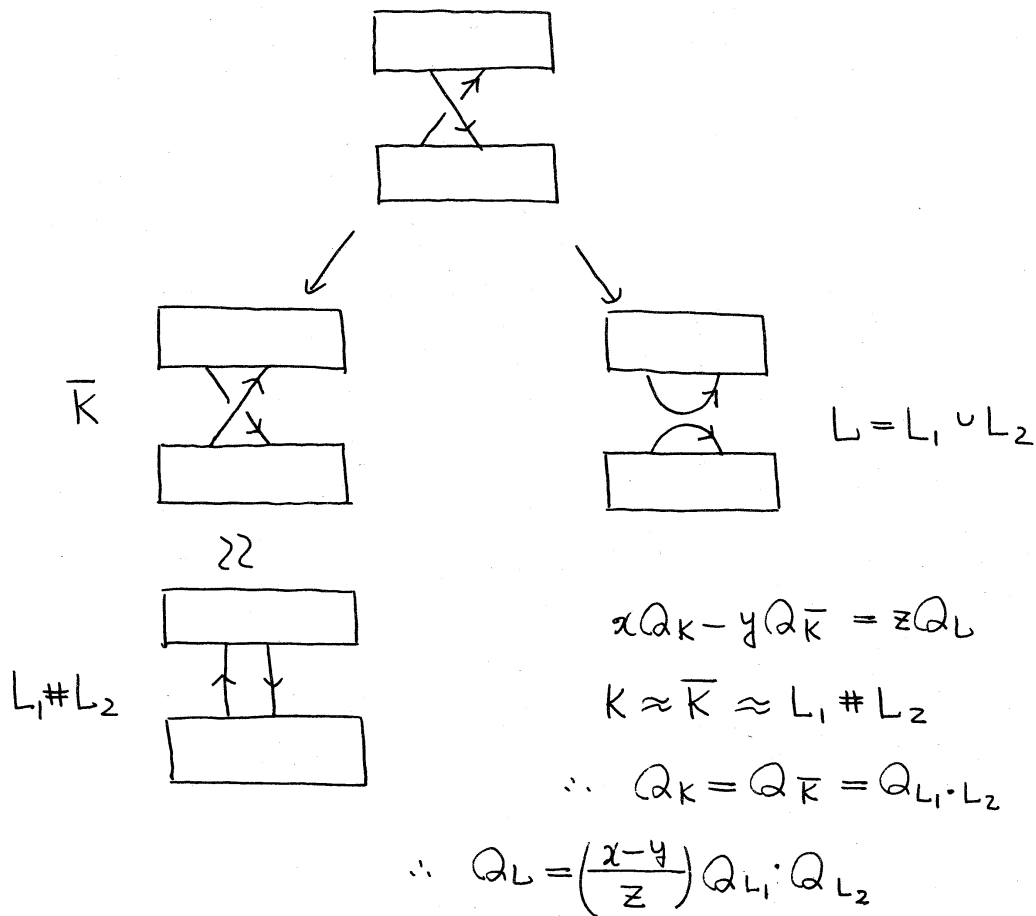 K̅
L = L₁ ∪ L₂
≀≀
L₁ # L₂
xQ_K − yQ_K̅ = zQ_L
K ≈ K̅ ≈ L₁ # L₂
∴ Q_K = Q_K̅ = Q_{L₁·L₂}
∴ Q_L = ((x−y)/z) Q_{L₁} · Q_{L₂}